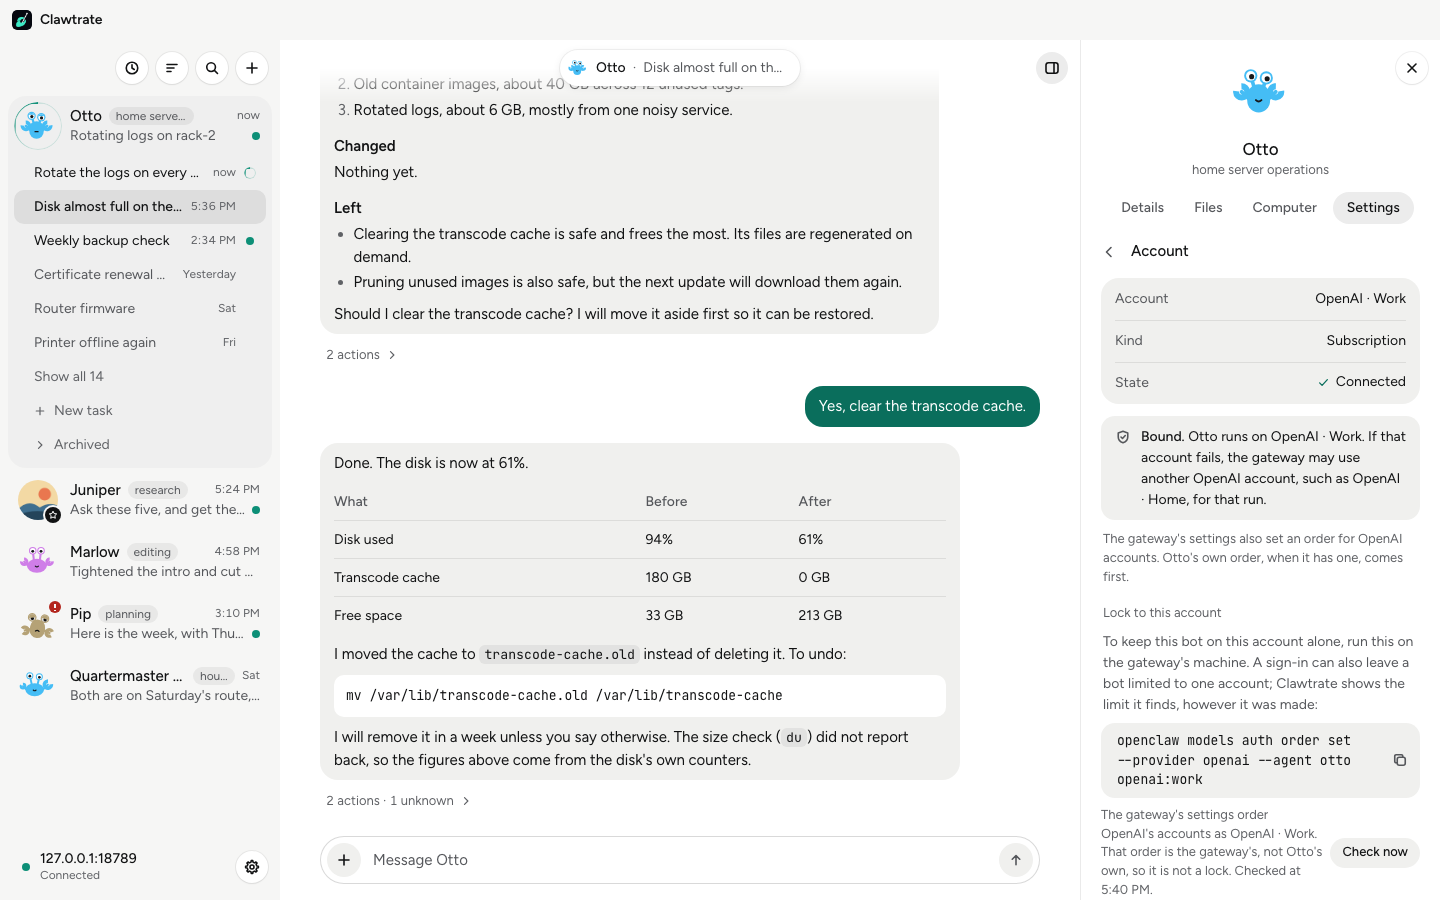 Clawtrate
Otto home serve... now
Rotating logs on rack-2
Rotate the logs on every ... now
Disk almost full on the... 5:36 PM
Weekly backup check 2:34 PM
Certificate renewal ... Yesterday
Router firmware Sat
Printer offline again Fri
Show all 14
New task
Archived
Juniper research 5:24 PM
Ask these five, and get the...
Marlow editing 4:58 PM
Tightened the intro and cut ...
Pip planning 3:10 PM
Here is the week, with Thu...
Quartermaster ... hou... Sat
Both are on Saturday's route,...
127.0.0.1:18789
Connected
Otto · Disk almost full on th...
2. Old container images, about 40 GB across 12 unused tags.
3. Rotated logs, about 6 GB, mostly from one noisy service.
Changed
Nothing yet.
Left
• Clearing the transcode cache is safe and frees the most. Its files are regenerated on
demand.
• Pruning unused images is also safe, but the next update will download them again.
Should I clear the transcode cache? I will move it aside first so it can be restored.
2 actions
Yes, clear the transcode cache.
Done. The disk is now at 61%.
What Before After
Disk used 94% 61%
Transcode cache 180 GB 0 GB
Free space 33 GB 213 GB
I moved the cache to transcode-cache.old instead of deleting it. To undo:
mv /var/lib/transcode-cache.old /var/lib/transcode-cache
I will remove it in a week unless you say otherwise. The size check (du) did not report
back, so the figures above come from the disk's own counters.
2 actions · 1 unknown
Message Otto
Otto
home server operations
Details Files Computer Settings
Account
Account OpenAI · Work
Kind Subscription
State Connected
Bound. Otto runs on OpenAI · Work. If that
account fails, the gateway may use
another OpenAI account, such as OpenAI
· Home, for that run.
The gateway's settings also set an order for OpenAI
accounts. Otto's own order, when it has one, comes
first.
Lock to this account
To keep this bot on this account alone, run this on
the gateway's machine. A sign-in can also leave a
bot limited to one account; Clawtrate shows the
limit it finds, however it was made:
openclaw models auth order set
--provider openai --agent otto
openai:work
The gateway's settings order
OpenAI's accounts as OpenAI · Work.
That order is the gateway's, not Otto's
own, so it is not a lock. Checked at
5:40 PM.
Check now